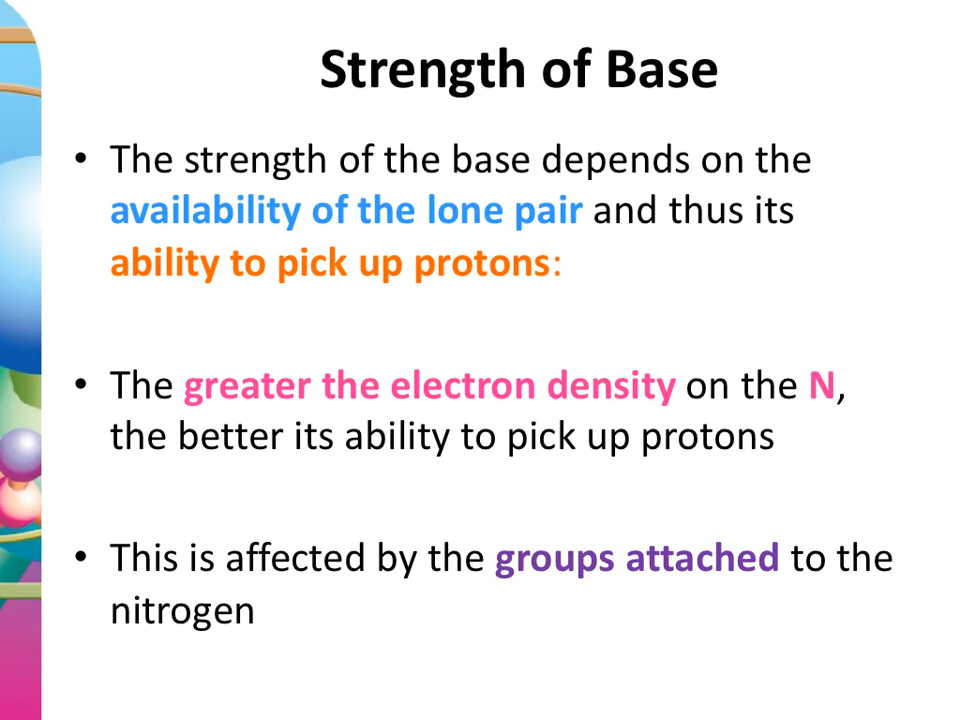 Strength of Base
• The strength of the base depends on the
availability of the lone pair and thus its
ability to pick up protons:
• The greater the electron density on the N,
the better its ability to pick up protons
• This is affected by the groups attached to the
nitrogen